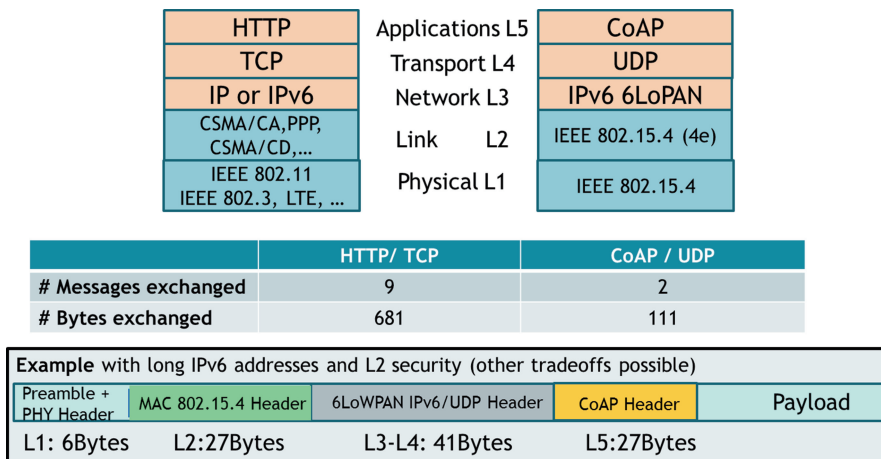 HTTP Applications L5 CoAP
TCP Transport L4 UDP
IP or IPv6 Network L3 IPv6 6LoPAN
CSMA/CA,PPP,
CSMA/CD,... Link L2 IEEE 802.15.4 (4e)
IEEE 802.11
IEEE 802.3, LTE, ... Physical L1 IEEE 802.15.4
HTTP/ TCP CoAP / UDP
# Messages exchanged 9 2
# Bytes exchanged 681 111
Example with long IPv6 addresses and L2 security (other tradeoffs possible)
Preamble +
PHY Header MAC 802.15.4 Header 6LoWPAN IPv6/UDP Header CoAP Header Payload
L1: 6Bytes L2:27Bytes L3-L4: 41Bytes L5:27Bytes